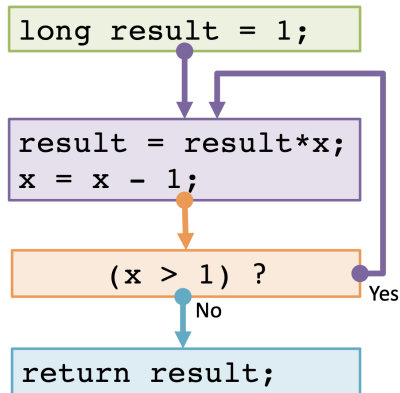 long result = 1;
result = result*x;
x = x - 1;
(x > 1) ?
Yes
No
return result;